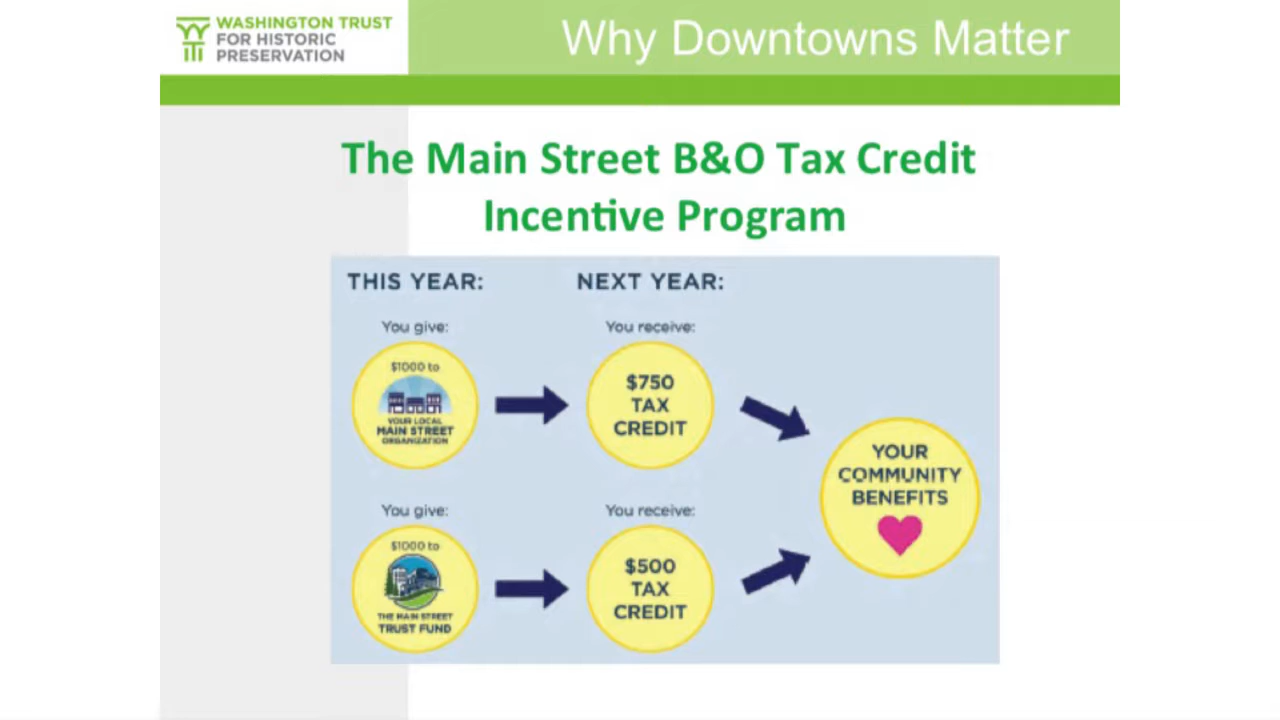 WASHINGTON TRUST
FOR HISTORIC
PRESERVATION
Why Downtowns Matter
The Main Street B&O Tax Credit
Incentive Program
THIS YEAR:
NEXT YEAR:
You give:
You receive:
$1000 to
YOUR LOCAL
MAIN STREET
ORGANIZATION
$750
TAX
CREDIT
YOUR
COMMUNITY
BENEFITS
You give:
You receive:
$1000 to
THE MAIN STREET
TRUST FUND
$500
TAX
CREDIT